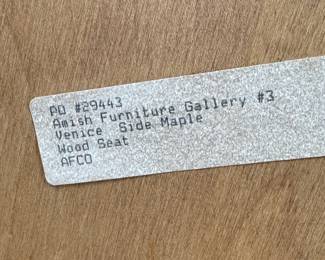 PO #29443
Amish Furniture Gallery #3
Venice Side Maple
Wood Seat
AFCO